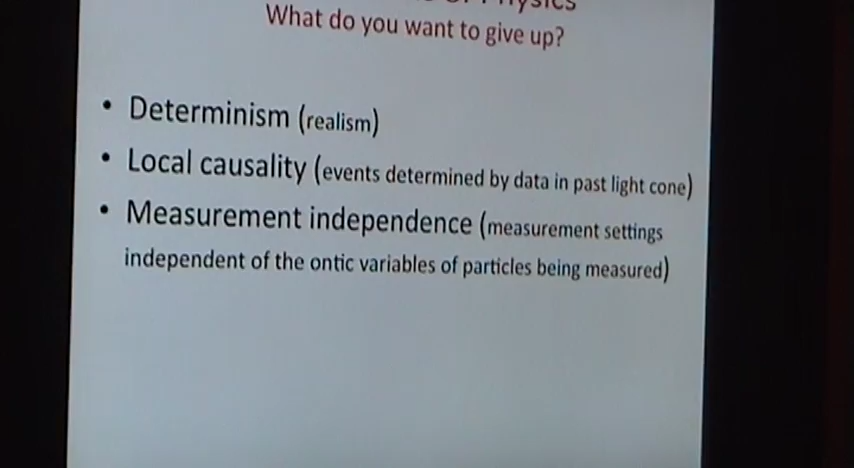 Physics
What do you want to give up?
• Determinism (realism)
• Local causality (events determined by data in past light cone)
• Measurement independence (measurement settings
independent of the ontic variables of particles being measured)